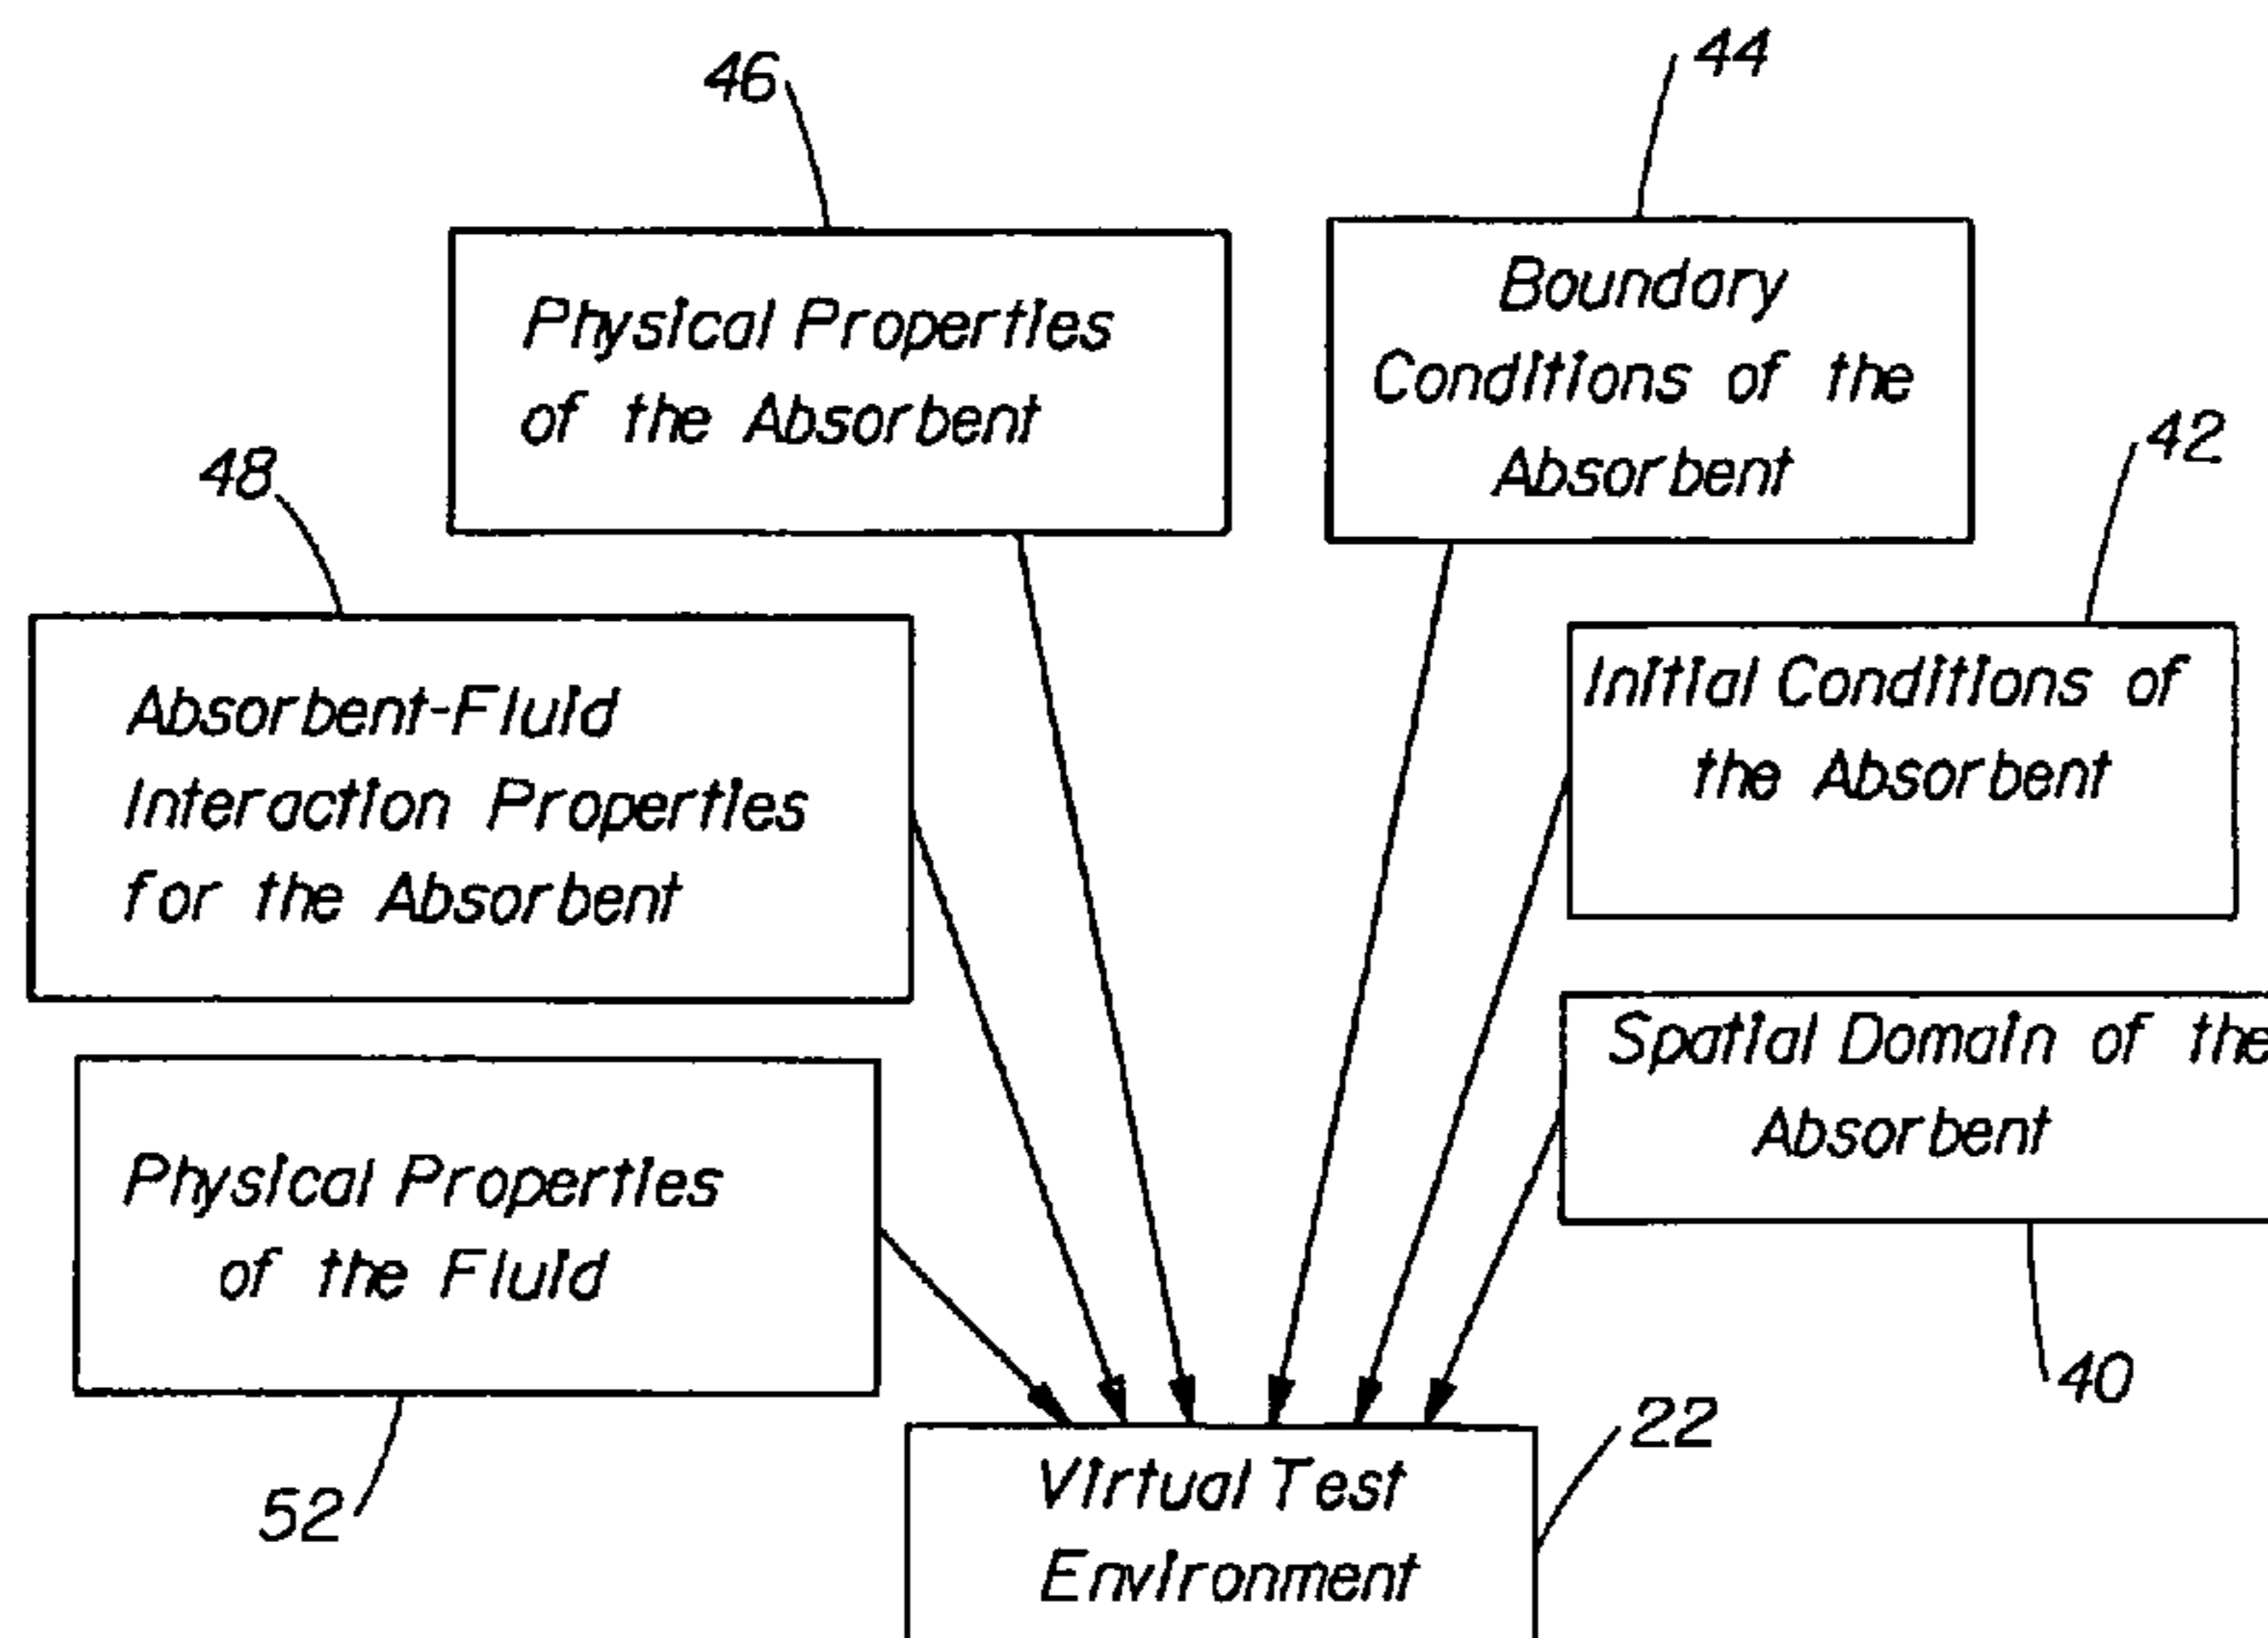 46
44
Physical Properties
of the Absorbent
Boundary
Conditions of the
Absorbent
48
42
Absorbent-Fluid
Interaction Properties
for the Absorbent
Initial Conditions of
the Absorbent
Spatial Domain of the
Absorbent
Physical Properties
of the Fluid
40
52
22
Virtual Test
Environment